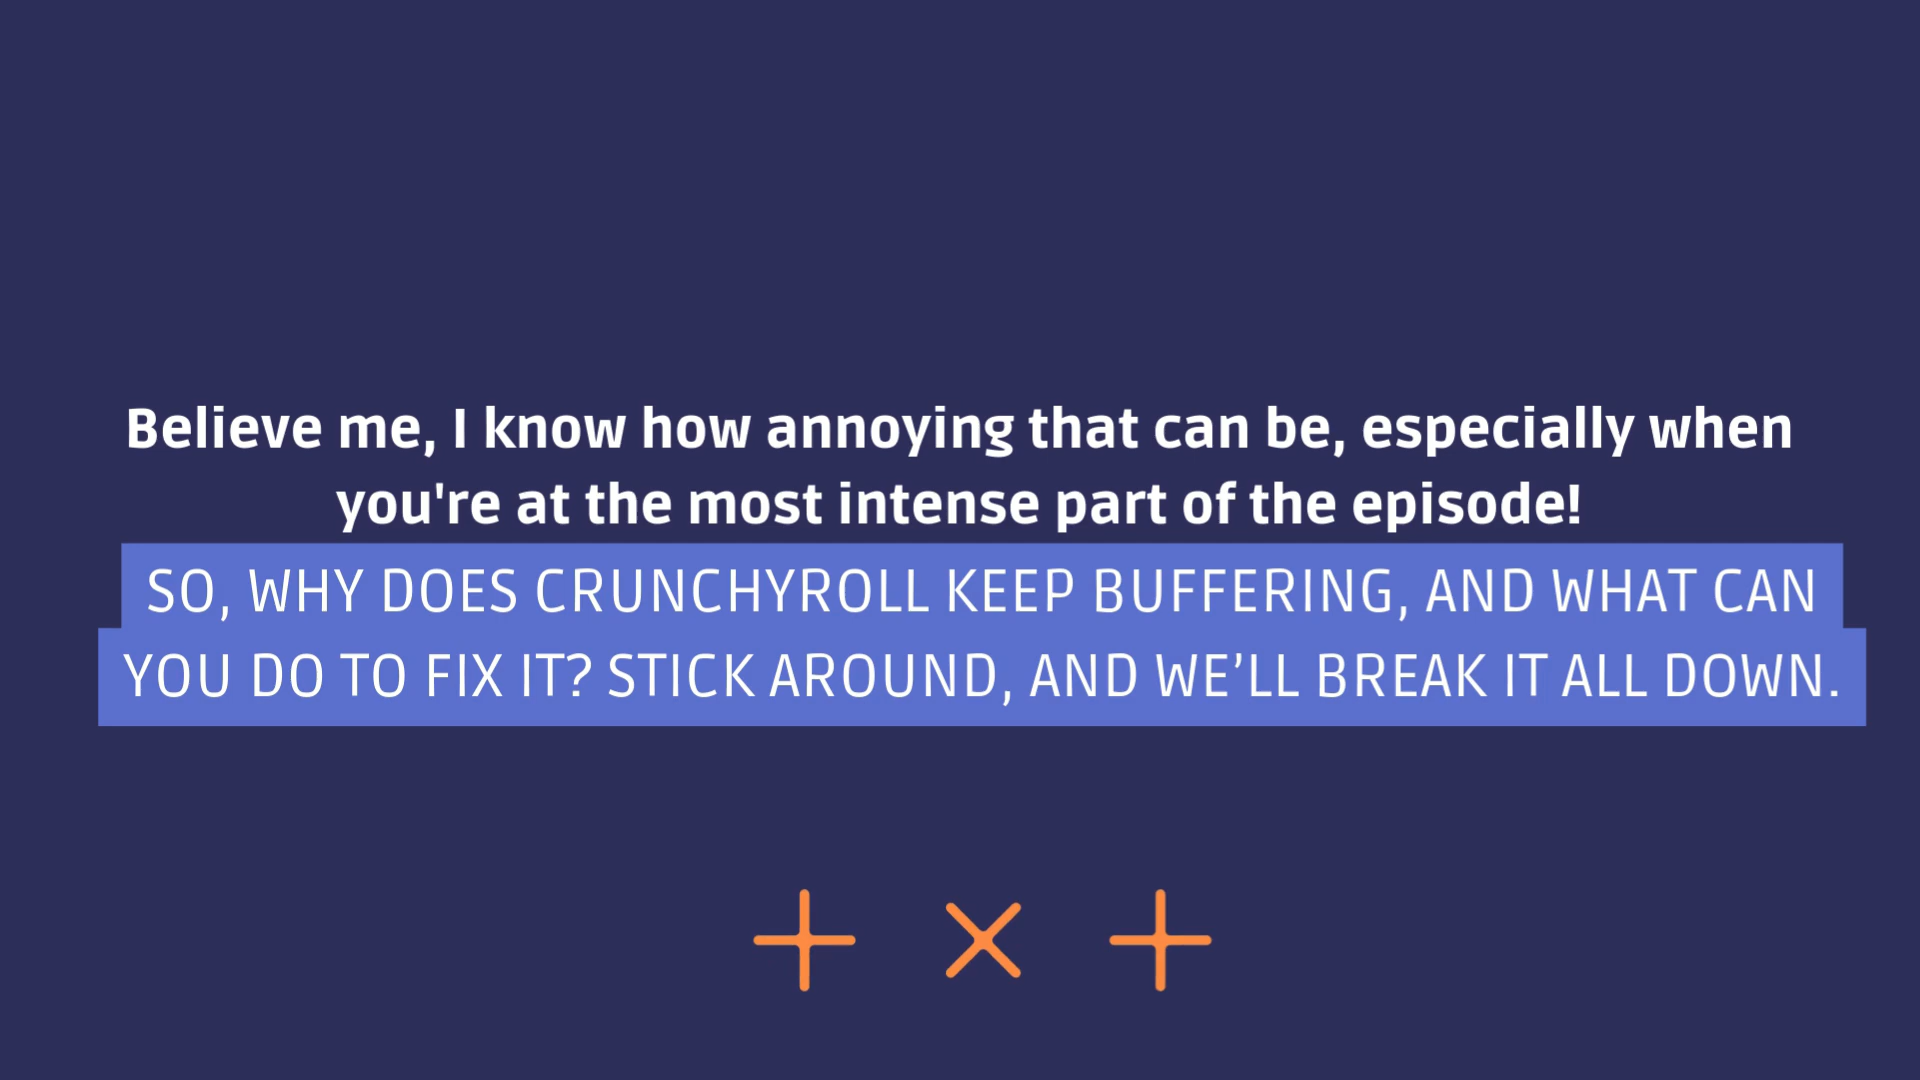 Believe me, I know how annoying that can be, especially when
you're at the most intense part of the episode!
SO, WHY DOES CRUNCHYROLL KEEP BUFFERING, AND WHAT CAN
YOU DO TO FIX IT? STICK AROUND, AND WE’LL BREAK IT ALL DOWN.